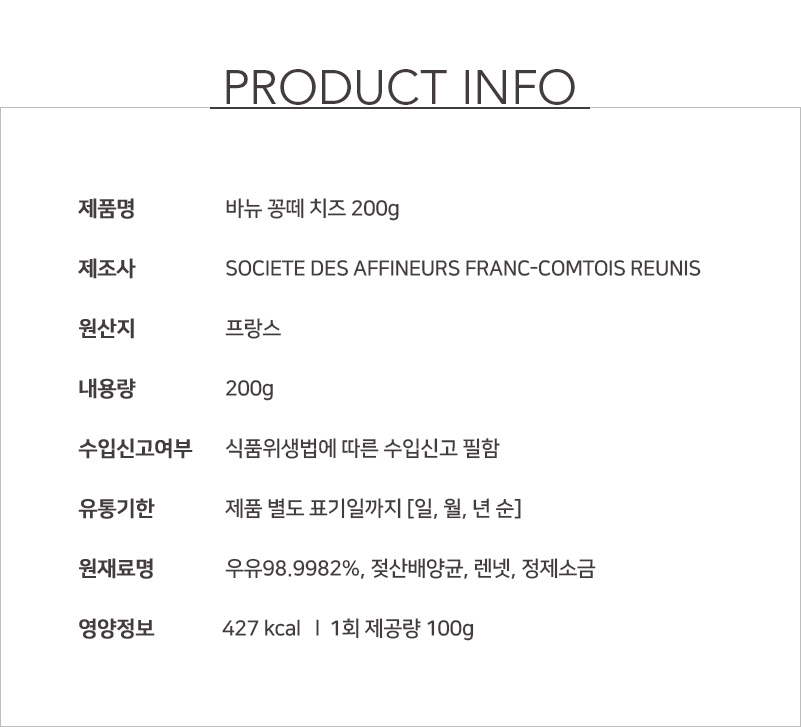 PRODUCT INFO
제품명 바뉴 꽁떼 치즈 200g
제조사 SOCIETE DES AFFINEURS FRANC-COMTOIS REUNIS
원산지 프랑스
내용량 200g
수입신고여부 식품위생법에 따른 수입신고 필함
유통기한 제품 별도 표기일까지 [일, 월, 년 순]
원재료명 우유98.9982%, 젖산배양균, 렌넷, 정제소금
영양정보 427 kcal ㅣ 1회 제공량 100g